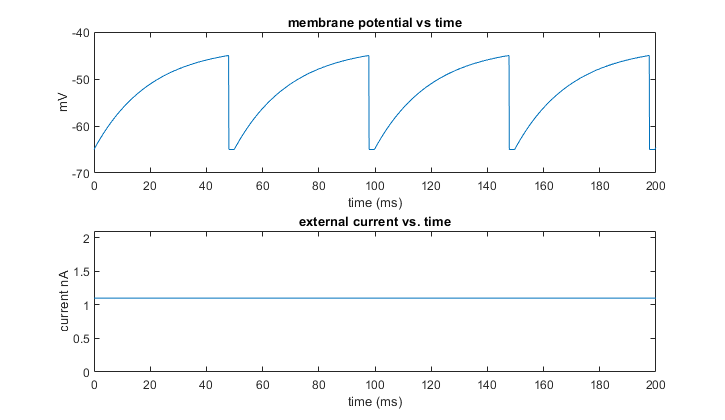 membrane potential vs time
-40
-50
-60
-70
mV
0 20 40 60 80 100 120 140 160 180 200
time (ms)
external current vs. time
2
1.5
1
0.5
0
current nA
0 20 40 60 80 100 120 140 160 180 200
time (ms)